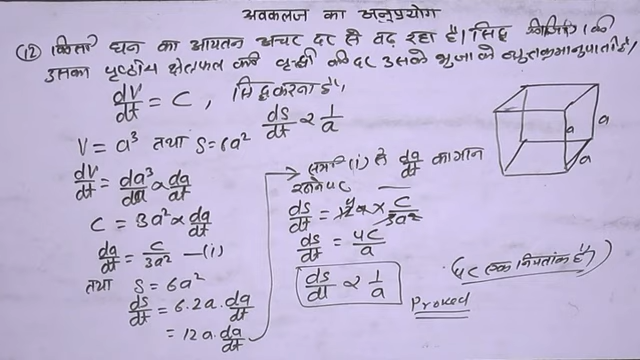 अवकलज का अनुप्रयोग
(12) किसी घन का आयतन अचर दर से बढ़ रहा है। सिद्ध कीजिए कि
उसका पृष्ठीय क्षेत्रफल की वृद्धि की दर उसके भुजा के व्युत्क्रमानुपाती है।
dV/dt = C, सिद्ध करना है,
ds/dt ∝ 1/a
V = a³ तथा S = 6a²
dV/dt = da³/da × da/dt
C = 3a² × da/dt
da/dt = C/3a² — (i)
तथा S = 6a²
ds/dt = 6.2a . da/dt
= 12a . da/dt
समी (i) से da/dt का मान
रखने पर
ds/dt = 12a × C/3a²
ds/dt = 4C/a
ds/dt ∝ 1/a
Proked
(4C एक नियतांक है)
a
a
a